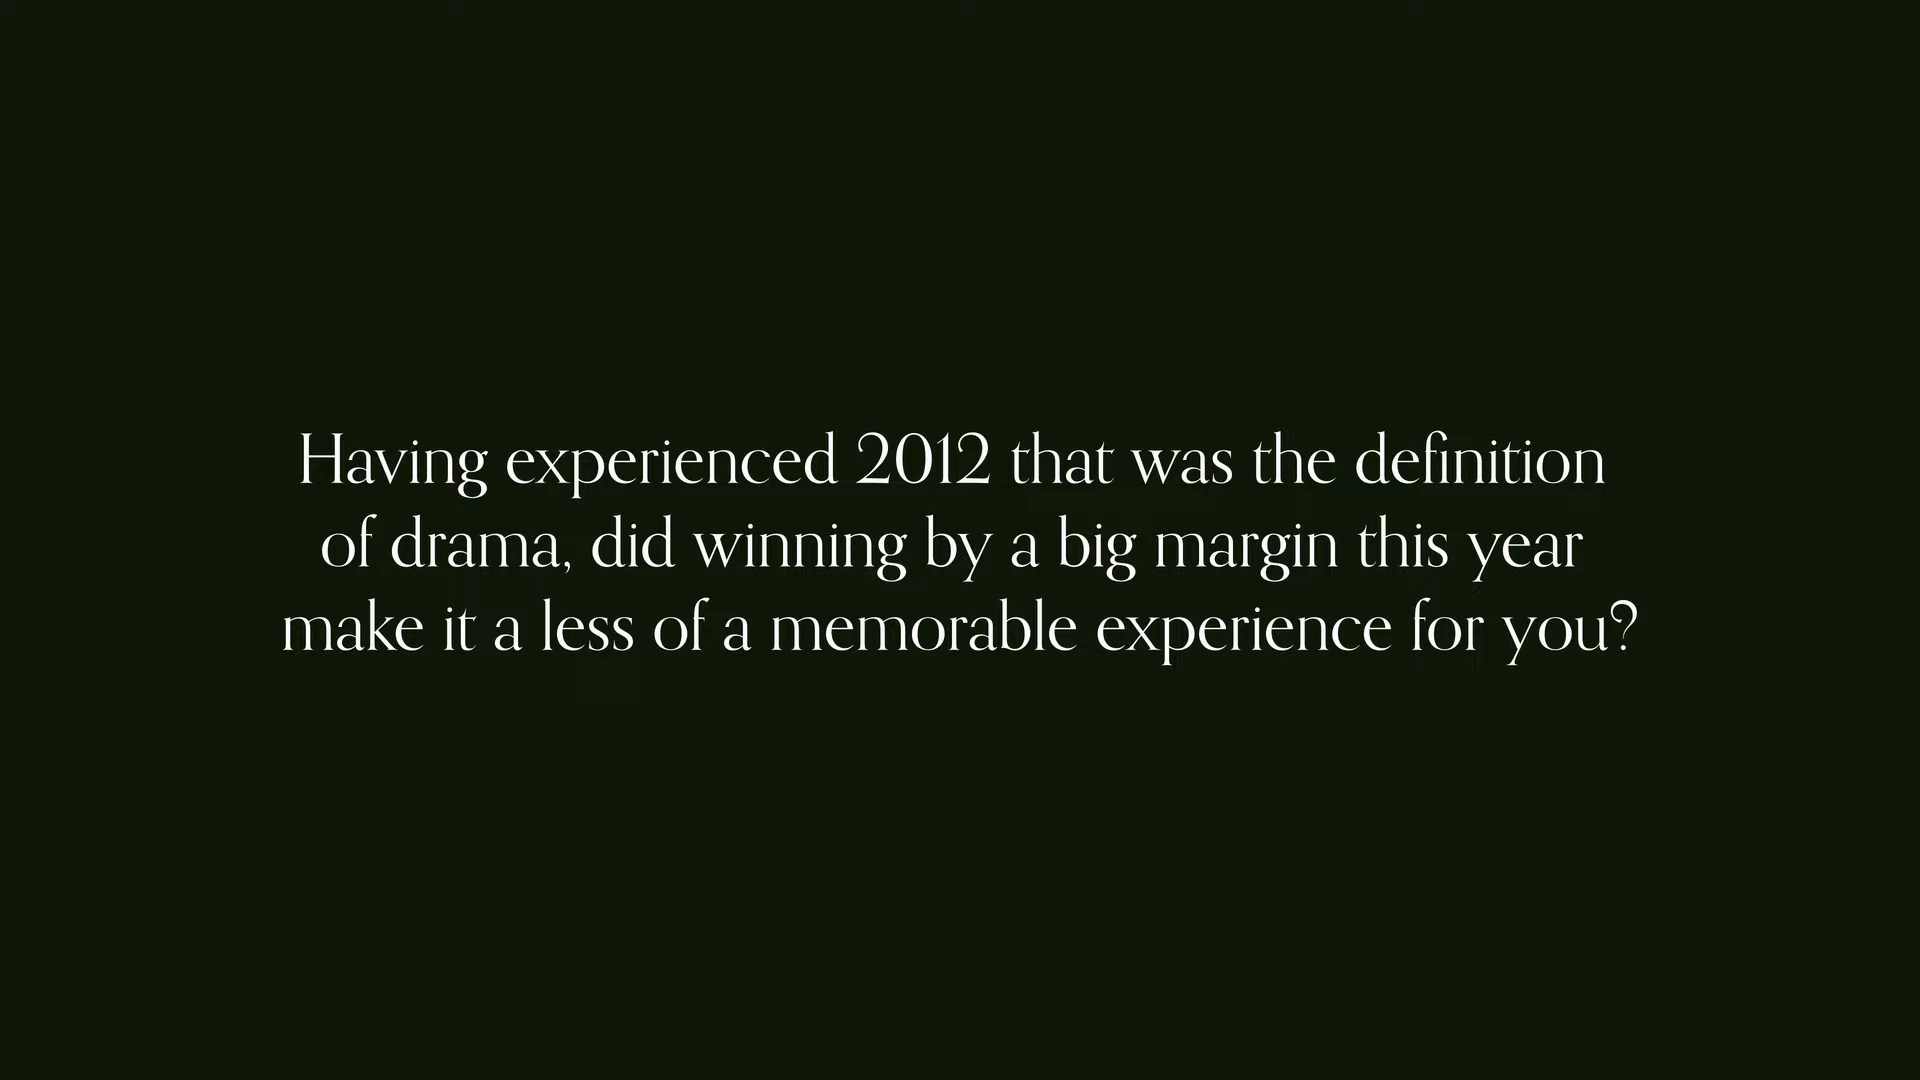 Having experienced 2012 that was the definition
of drama, did winning by a big margin this year
make it a less of a memorable experience for you?